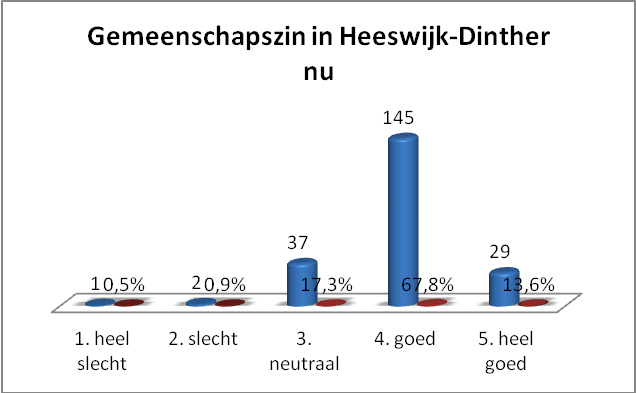 Gemeenschapszin in Heeswijk-Dinther
nu
145
37
29
1 0,5% 2 0,9% 17,3% 67,8% 13,6%
1. heel 2. slecht 3. 4. goed 5. heel
slecht neutraal goed